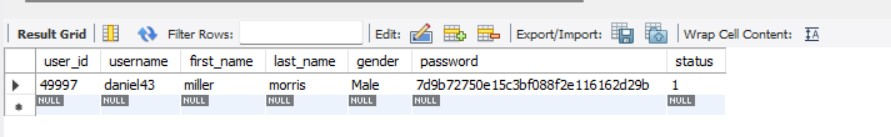 Result Grid Filter Rows: Edit: Export/Import: Wrap Cell Content: IA
user_id username first_name last_name gender password status
49997 daniel43 miller morris Male 7d9b72750e15c3bf088f2e116162d29b 1
NULL NULL NULL NULL NULL NULL NULL